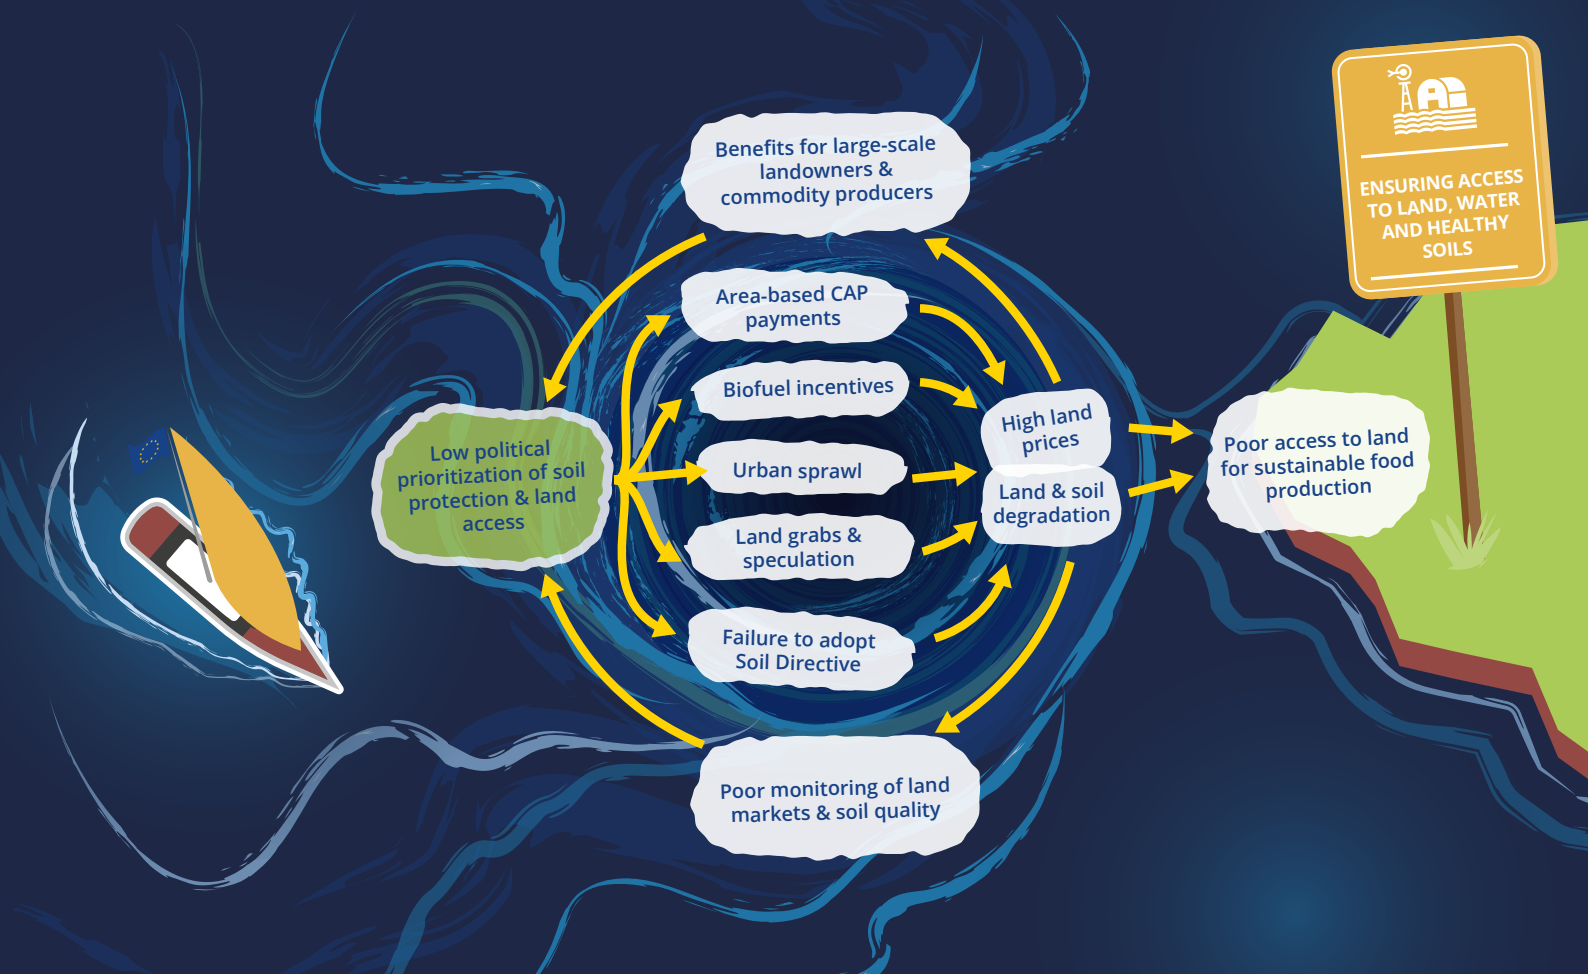 Benefits for large-scale
landowners &
commodity producers
Area-based CAP
payments
Biofuel incentives
Urban sprawl
Land grabs &
speculation
Failure to adopt
Soil Directive
Low political
prioritization of soil
protection & land
access
High land
prices
Land & soil
degradation
Poor access to land
for sustainable food
production
Poor monitoring of land
markets & soil quality
ENSURING ACCESS
TO LAND, WATER
AND HEALTHY
SOILS